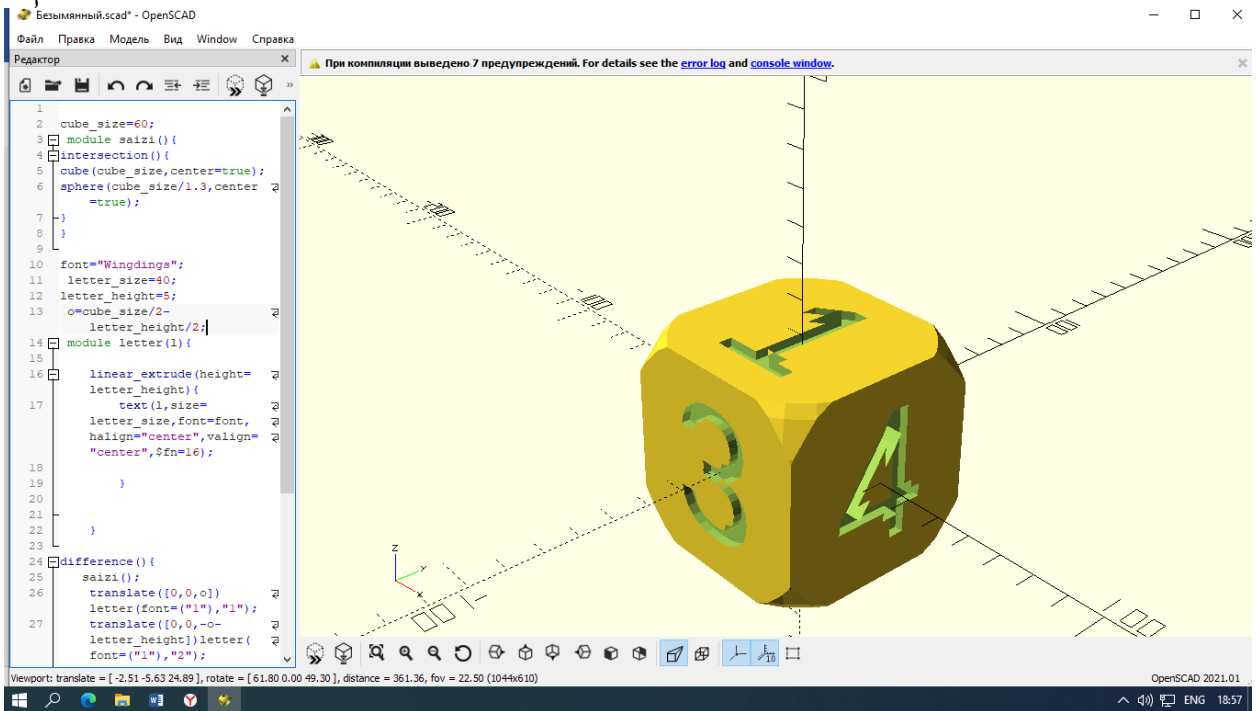 Безымянный.scad* - OpenSCAD
Файл Правка Модель Вид Window Справка
Редактор
При компиляции выведено 7 предупреждений. For details see the error log and console window.
1
2 cube_size=60;
3 module saizi(){
4 intersection(){
5 cube(cube_size,center=true);
6 sphere(cube_size/1.3,center
=true);
7 }
8 }
9
10 font="Wingdings";
11 letter_size=40;
12 letter_height=5;
13 o=cube_size/2-
letter_height/2;
14 module letter(l){
15
16 linear_extrude(height=
letter_height){
17 text(l,size=
letter_size,font=font,
halign="center",valign=
"center",$fn=16);
18
19 }
20
21
22 }
23
24 difference(){
25 saizi();
26 translate([0,0,o])
letter(font=("1"),"1");
27 translate([0,0,-o-
letter_height])letter(
font=("1"),"2");
1
3
4
z
y
x
10
Viewport: translate = [ -2.51 -5.63 24.89 ], rotate = [ 61.80 0.00 49.30 ], distance = 361.36, fov = 22.50 (1044x610)
OpenSCAD 2021.01
ENG 18:57